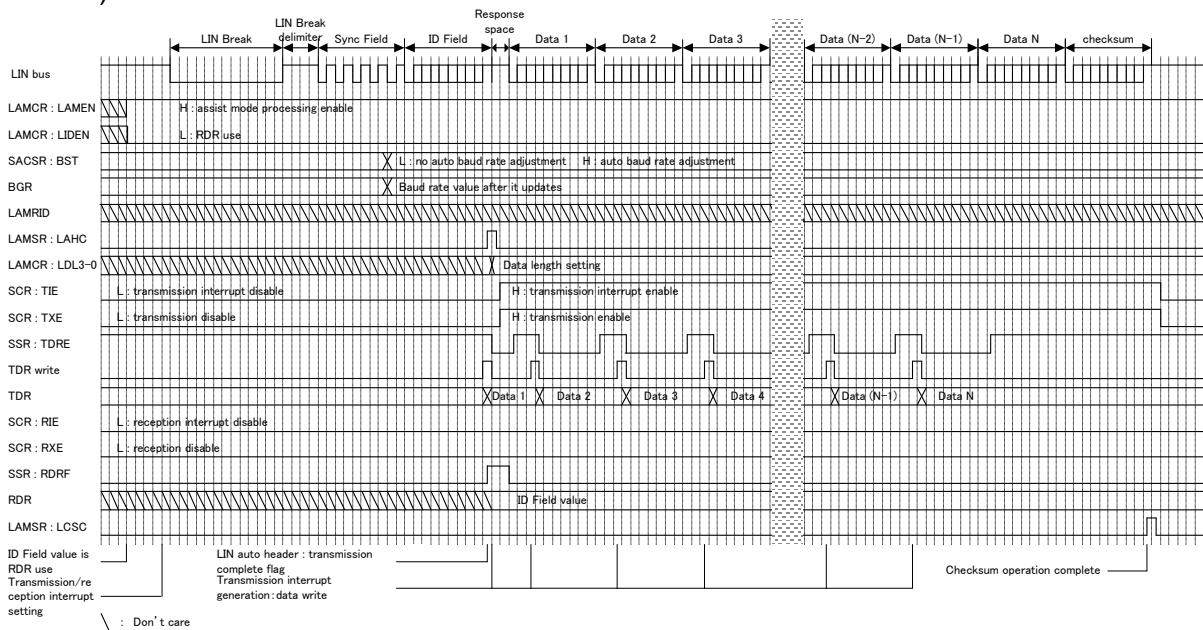 )
Response
space
LIN Break
delimiter
LIN Break
Sync Field
ID Field
Data 1
Data 2
Data 3
Data (N-2)
Data (N-1)
Data N
checksum
LIN bus
LAMCR : LAMEN
H : assist mode processing enable
LAMCR : LIDEN
L : RDR use
SACSR : BST
L : no auto baud rate adjustment H : auto baud rate adjustment
BGR
Baud rate value after it updates
LAMRID
LAMSR : LAHC
LAMCR : LDL3-0
Data length setting
SCR : TIE
L : transmission interrupt disable
H : transmission interrupt enable
SCR : TXE
L : transmission disable
H : transmission enable
SSR : TDRE
TDR write
TDR
Data 1
Data 2
Data 3
Data 4
Data (N-1)
Data N
SCR : RIE
L : reception interrupt disable
SCR : RXE
L : reception disable
SSR : RDRF
RDR
ID Field value
LAMSR : LCSC
ID Field value is
RDR use
Transmission/re
ception interrupt
setting
LIN auto header : transmission
complete flag
Transmission interrupt
generation:data write
Checksum operation complete
: Don't care